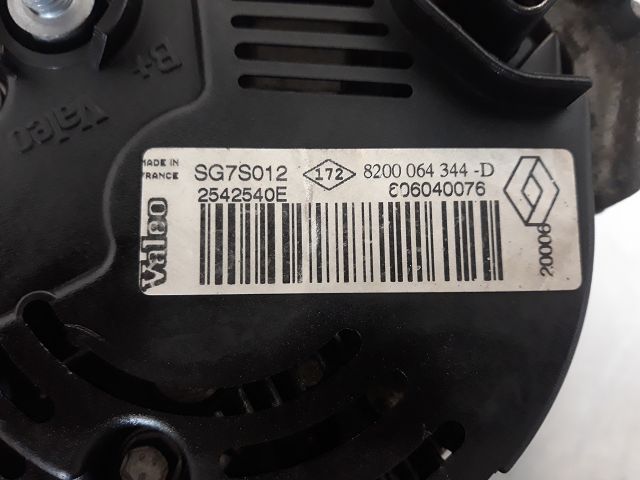 B+
Valeo
MADE IN
FRANCE
SG7S012 172 8200 064 344 -D
2542540E 606040076
Valeo
20006